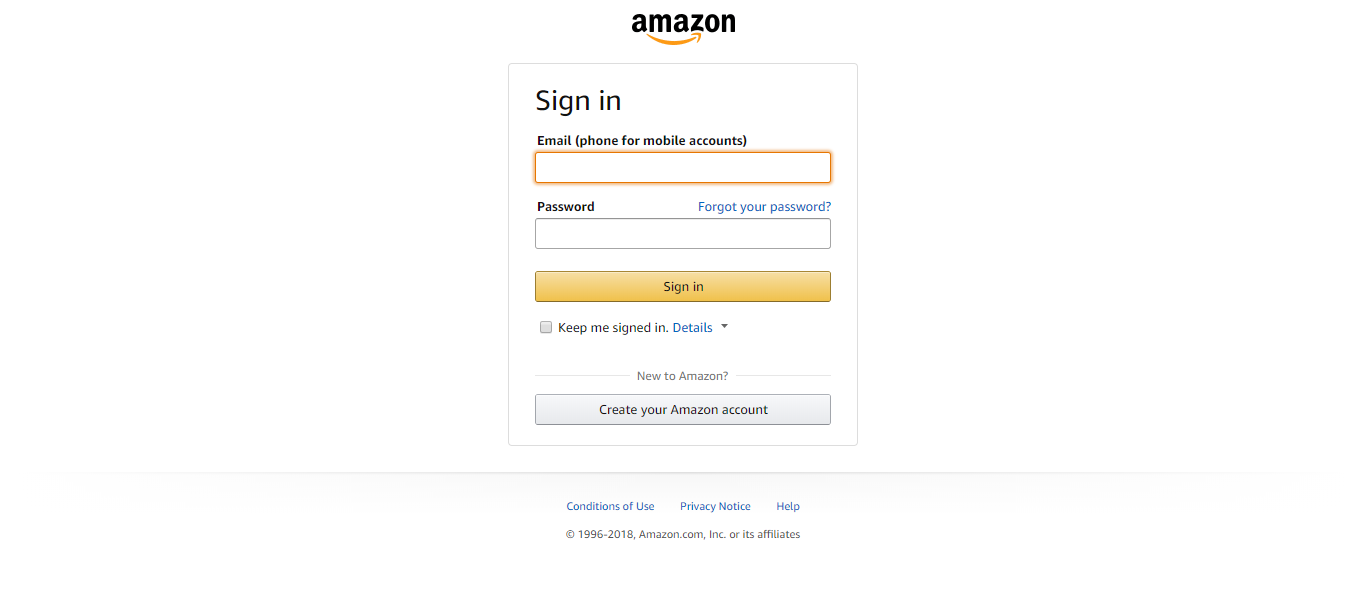 amazon
Sign in
Email (phone for mobile accounts)
Password Forgot your password?
Sign in
Keep me signed in. Details
New to Amazon?
Create your Amazon account
Conditions of Use Privacy Notice Help
© 1996-2018, Amazon.com, Inc. or its affiliates